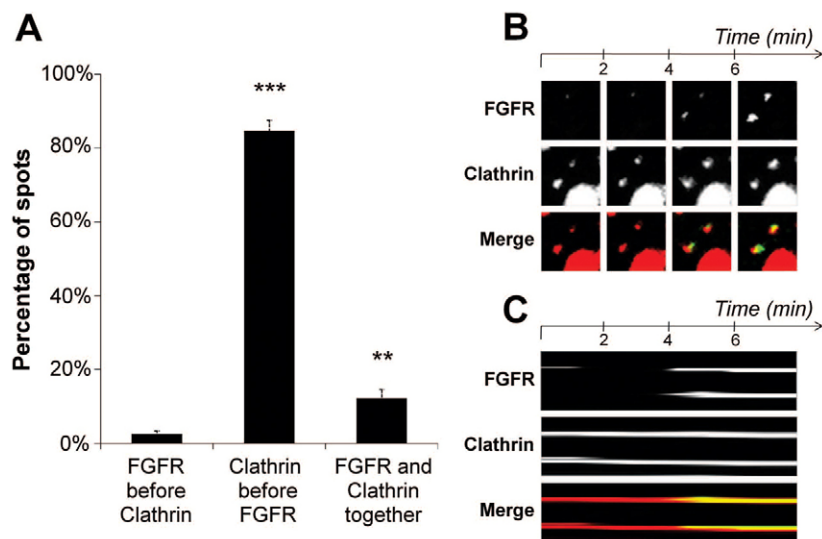 A
Percentage of spots
100%
80%
60%
40%
20%
0%
***
**
FGFR
before
Clathrin
Clathrin
before
FGFR
FGFR and
Clathrin
together
B
Time (min)
2 4 6
FGFR
Clathrin
Merge
C
Time (min)
2 4 6
FGFR
Clathrin
Merge